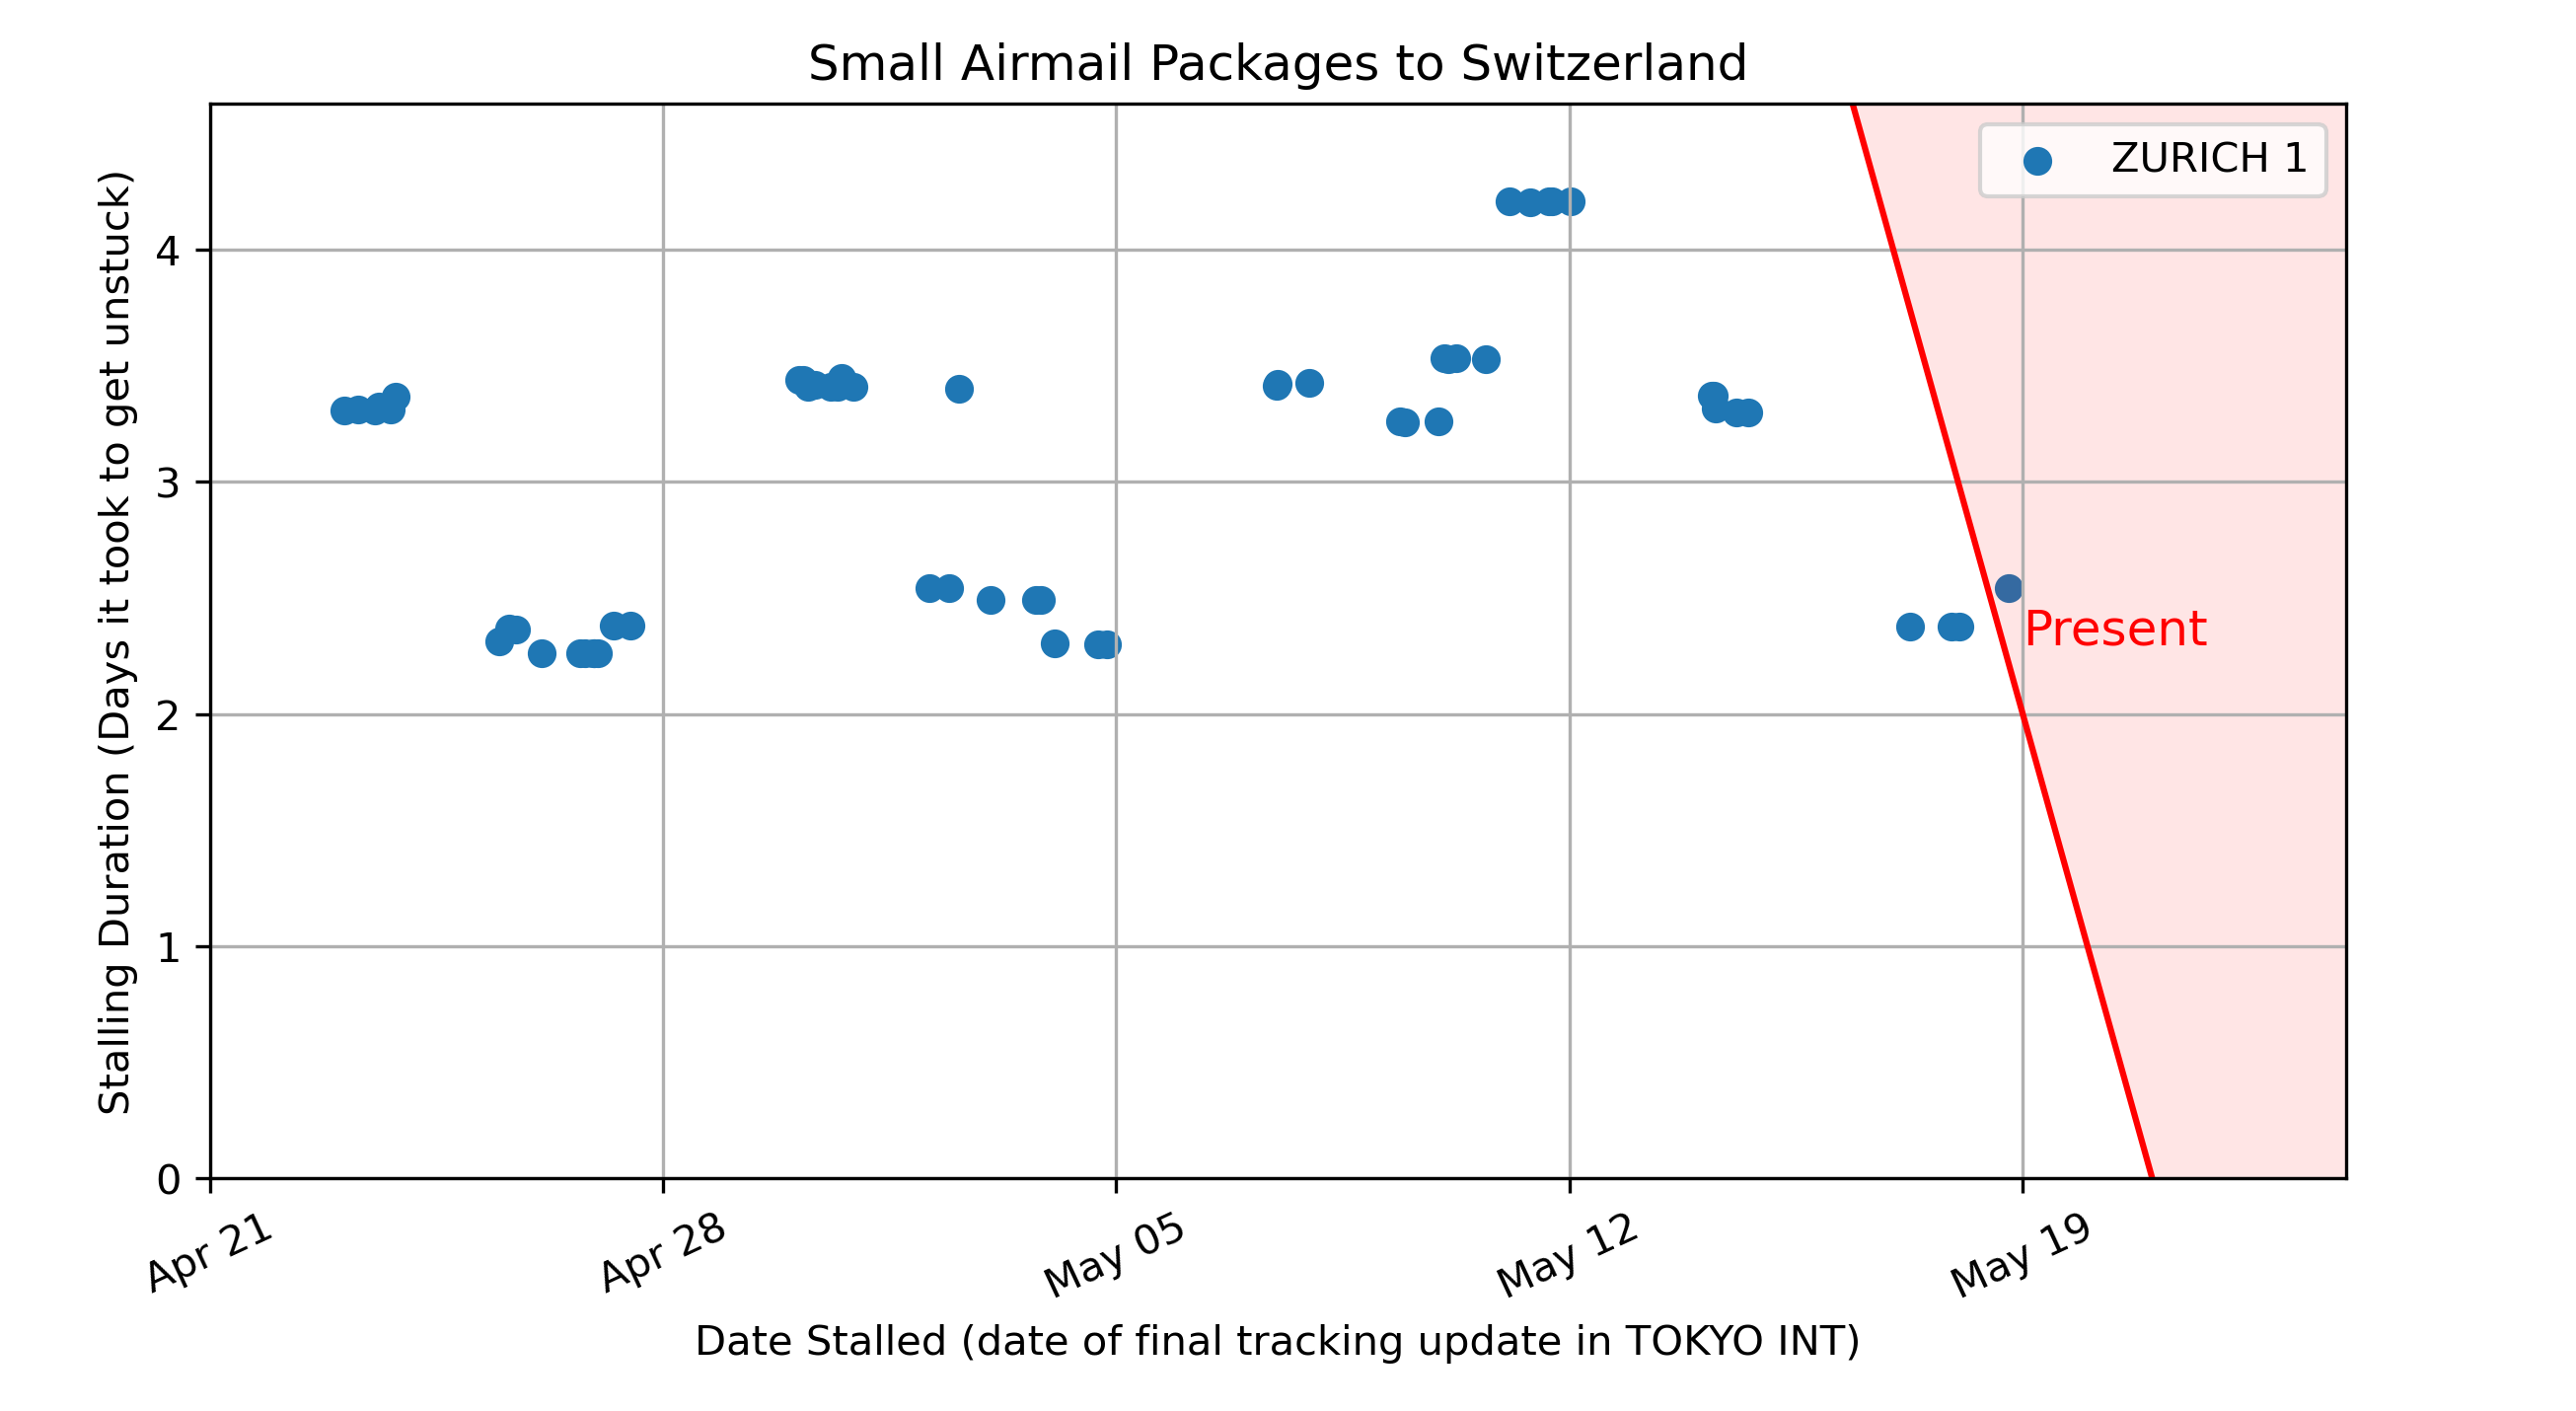 Small Airmail Packages to Switzerland
ZURICH 1
Stalling Duration (Days it took to get unstuck)
4
3
2
1
0
Present
Apr 21
Apr 28
May 05
May 12
May 19
Date Stalled (date of final tracking update in TOKYO INT)